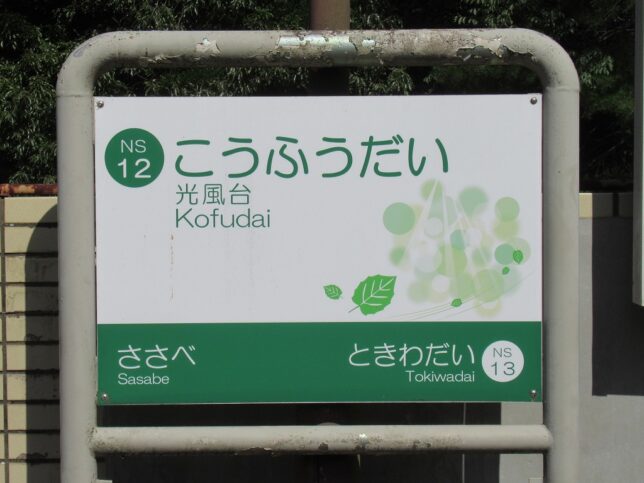 NS
12
こうふうだい
光風台
Kofudai
ささべ
Sasabe
ときわだい
Tokiwadai
NS
13